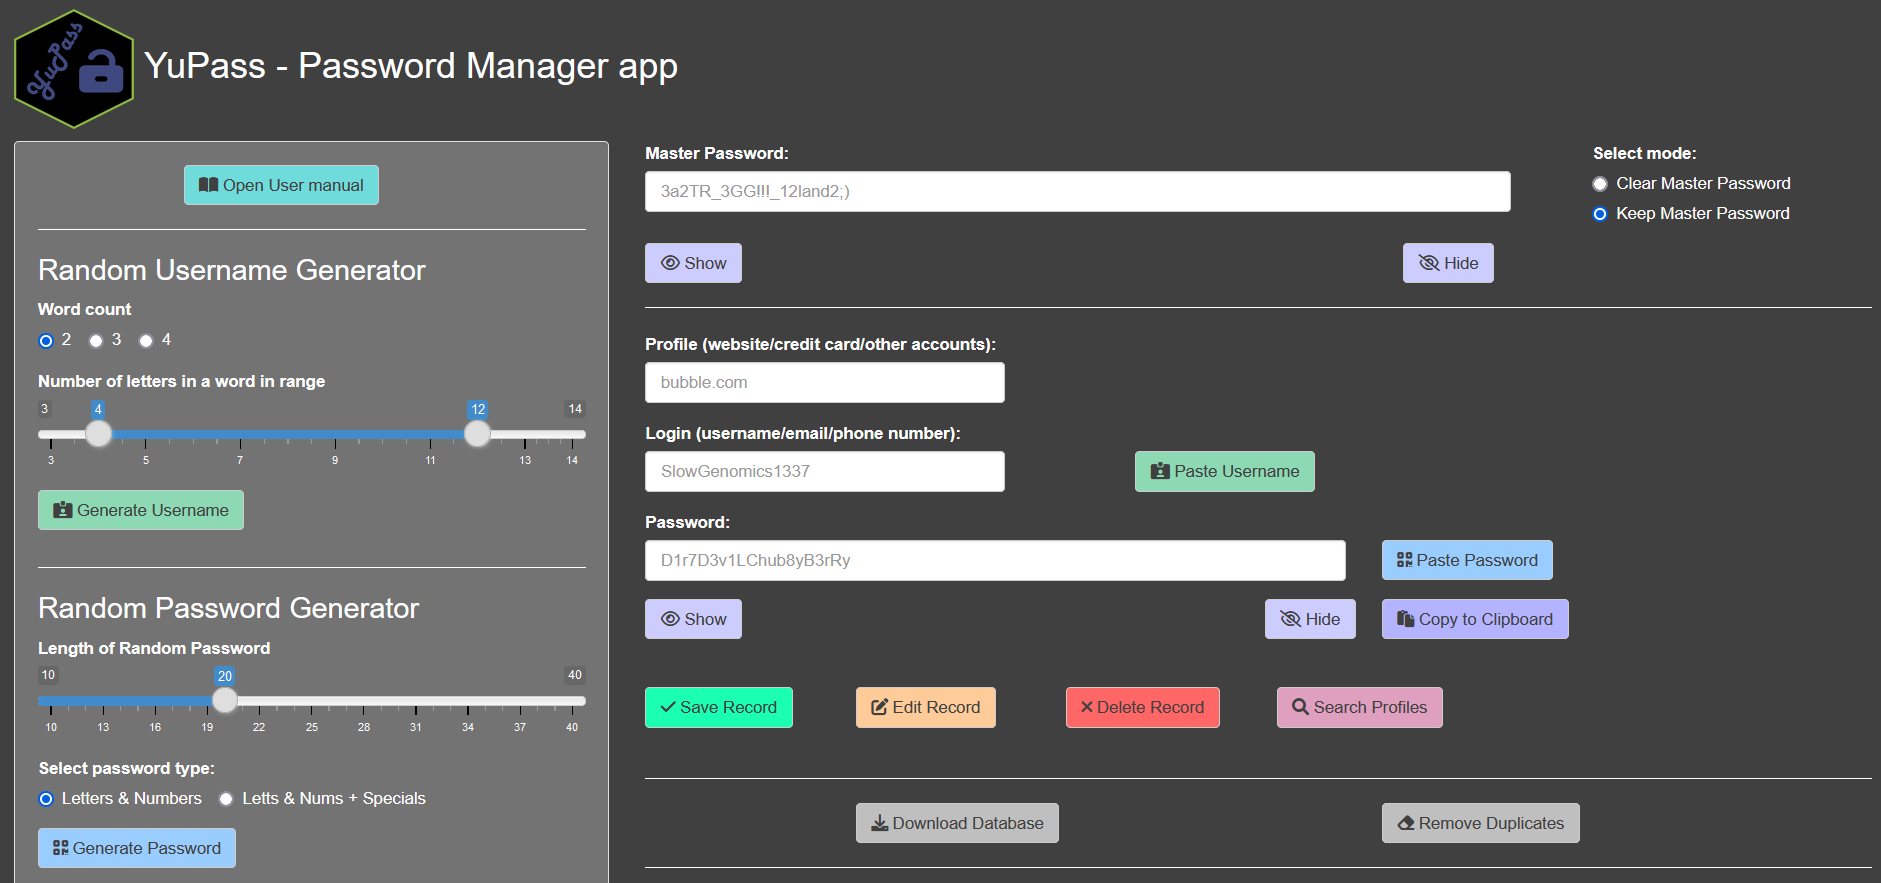 YuPass
YuPass - Password Manager app
Open User manual
Random Username Generator
Word count
2 3 4
Number of letters in a word in range
3 4 12 14
3 5 7 9 11 13 14
Generate Username
Random Password Generator
Length of Random Password
10 20 40
10 13 16 19 22 25 28 31 34 37 40
Select password type:
Letters & Numbers Letts & Nums + Specials
Generate Password
Master Password:
3a2TR_3GG!!!_12land2;)
Show Hide
Select mode:
Clear Master Password
Keep Master Password
Profile (website/credit card/other accounts):
bubble.com
Login (username/email/phone number):
SlowGenomics1337
Paste Username
Password:
D1r7D3v1LChub8yB3rRy
Paste Password
Show Hide Copy to Clipboard
Save Record Edit Record Delete Record Search Profiles
Download Database Remove Duplicates